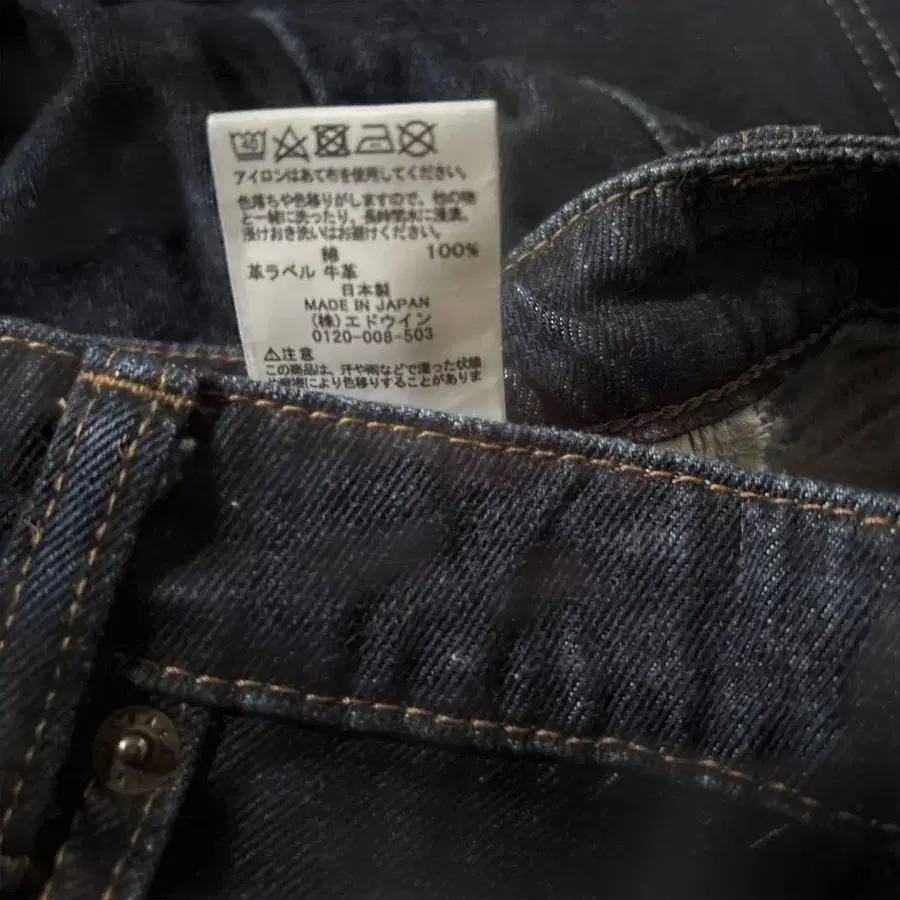 40
アイロンはあて布を使用してください。
色落ちや色移りがしますので、他の物
と一緒に洗ったり、長時間水に浸漬、
浸けおき洗いはお避けください。
綿 100%
革ラベル 牛革
日本製
MADE IN JAPAN
(株)エドウイン
0120-008-503
⚠注意
この商品は、汗や雨などで湿った状態
により色移りすることがありま